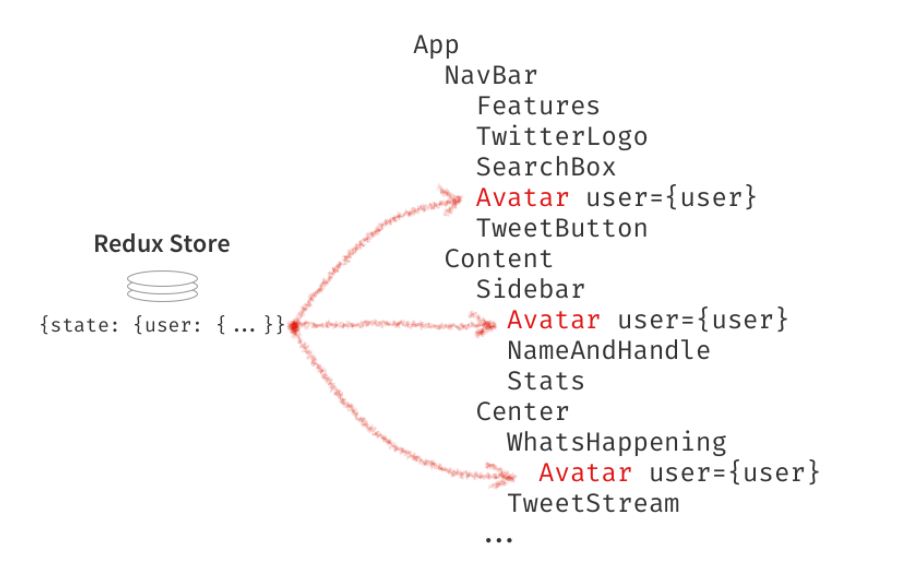 App
NavBar
Features
TwitterLogo
SearchBox
Avatar user={user}
TweetButton
Redux Store
{state: {user: {...}}
Content
Sidebar
Avatar user={user}
NameAndHandle
Stats
Center
WhatsHappening
Avatar user={user}
TweetStream
...